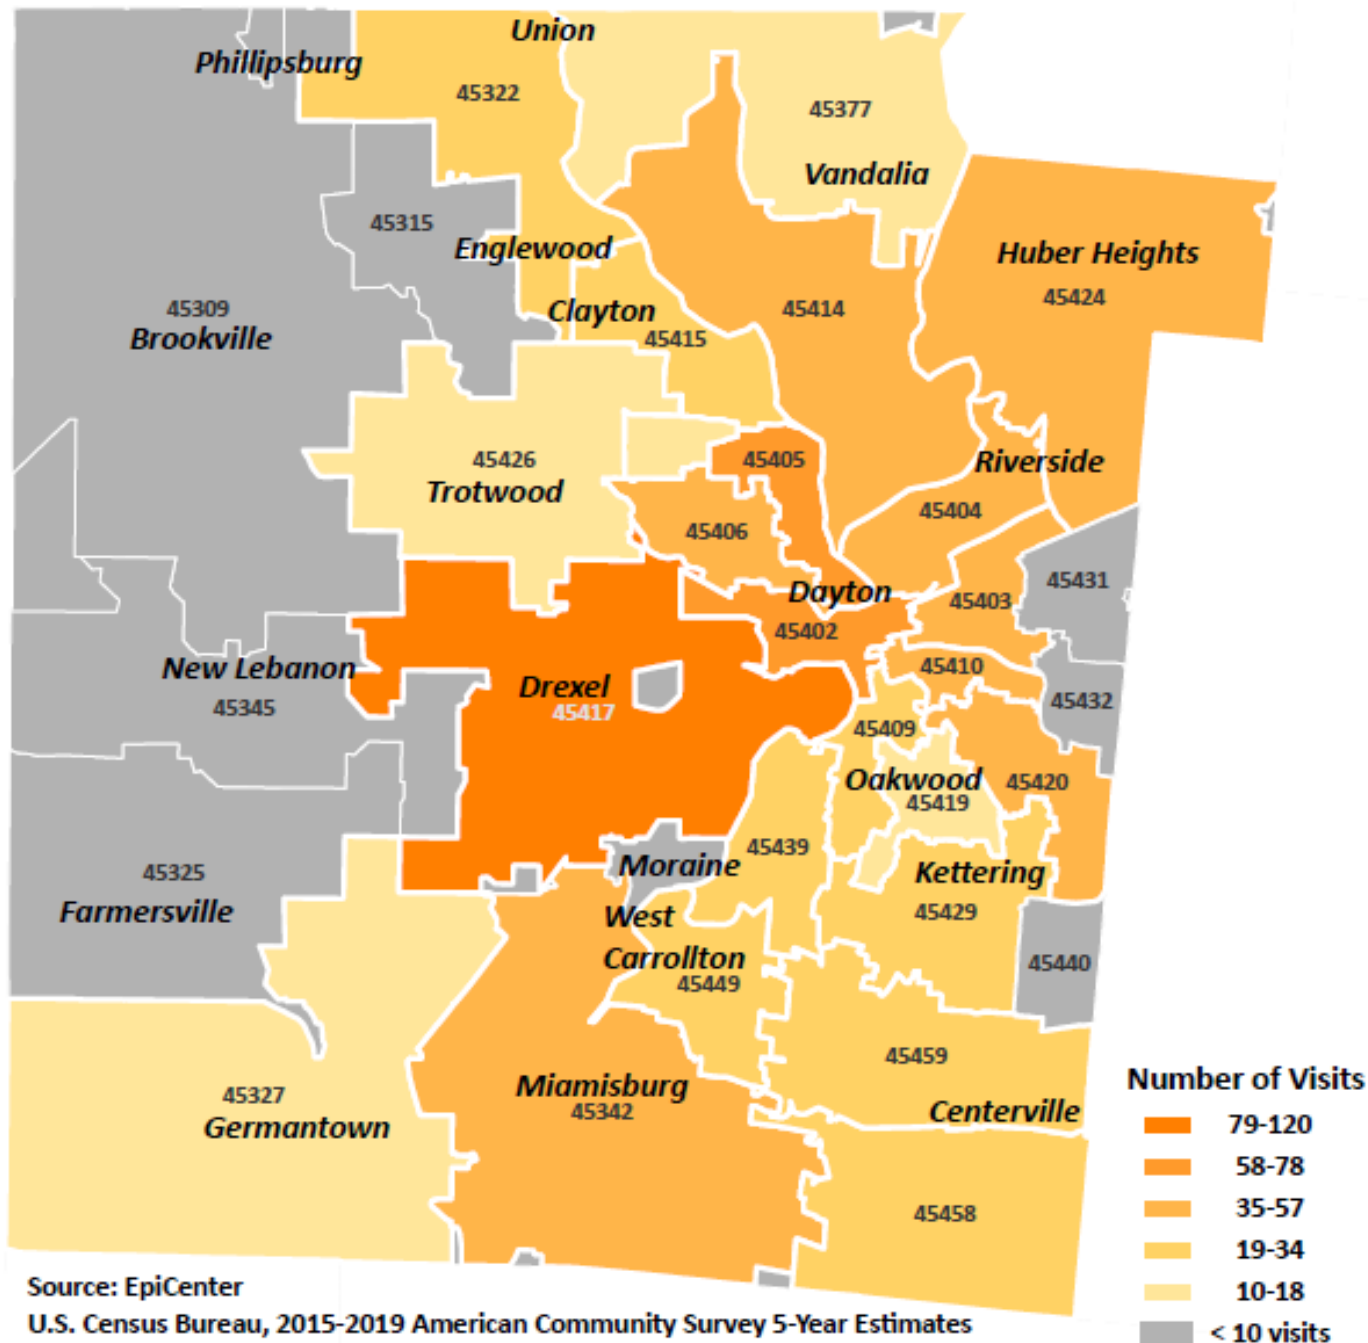 Union
Phillipsburg
45322
45377
Vandalia
45315
Englewood
Huber Heights
45424
45309
Brookville
Clayton
45415
45414
45426
Trotwood
45405
Riverside
45404
45406
45431
Dayton
45403
45402
New Lebanon
45345
45410
Drexel
45417
45432
45409
Oakwood
45419
45420
45439
Moraine
45325
Farmersville
Kettering
45429
West
Carrollton
45449
45440
45459
Miamisburg
45342
45327
Germantown
Centerville
45458
Number of Visits
79-120
58-78
35-57
19-34
10-18
< 10 visits
Source: EpiCenter
U.S. Census Bureau, 2015-2019 American Community Survey 5-Year Estimates